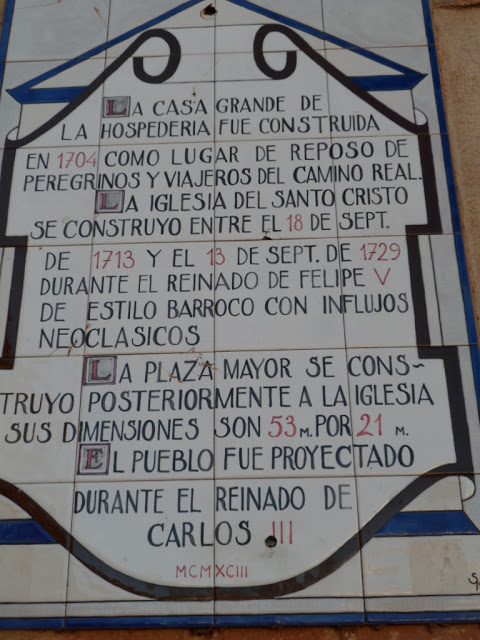 LA CASA GRANDE DE
LA HOSPEDERIA FUE CONSTRUIDA
EN 1704 COMO LUGAR DE REPOSO DE
PEREGRINOS Y VIAJEROS DEL CAMINO REAL.
LA IGLESIA DEL SANTO CRISTO
SE CONSTRUYO ENTRE EL 18 DE SEPT.
DE 1713 Y EL 13 DE SEPT. DE 1729
DURANTE EL REINADO DE FELIPE V
DE ESTILO BARROCO CON INFLUJOS
NEOCLASICOS
LA PLAZA MAYOR SE CONS-
TRUYO POSTERIORMENTE A LA IGLESIA
SUS DIMENSIONES SON 53 M. POR 21 M.
EL PUEBLO FUE PROYECTADO
DURANTE EL REINADO DE
CARLOS III
MCMXCIII